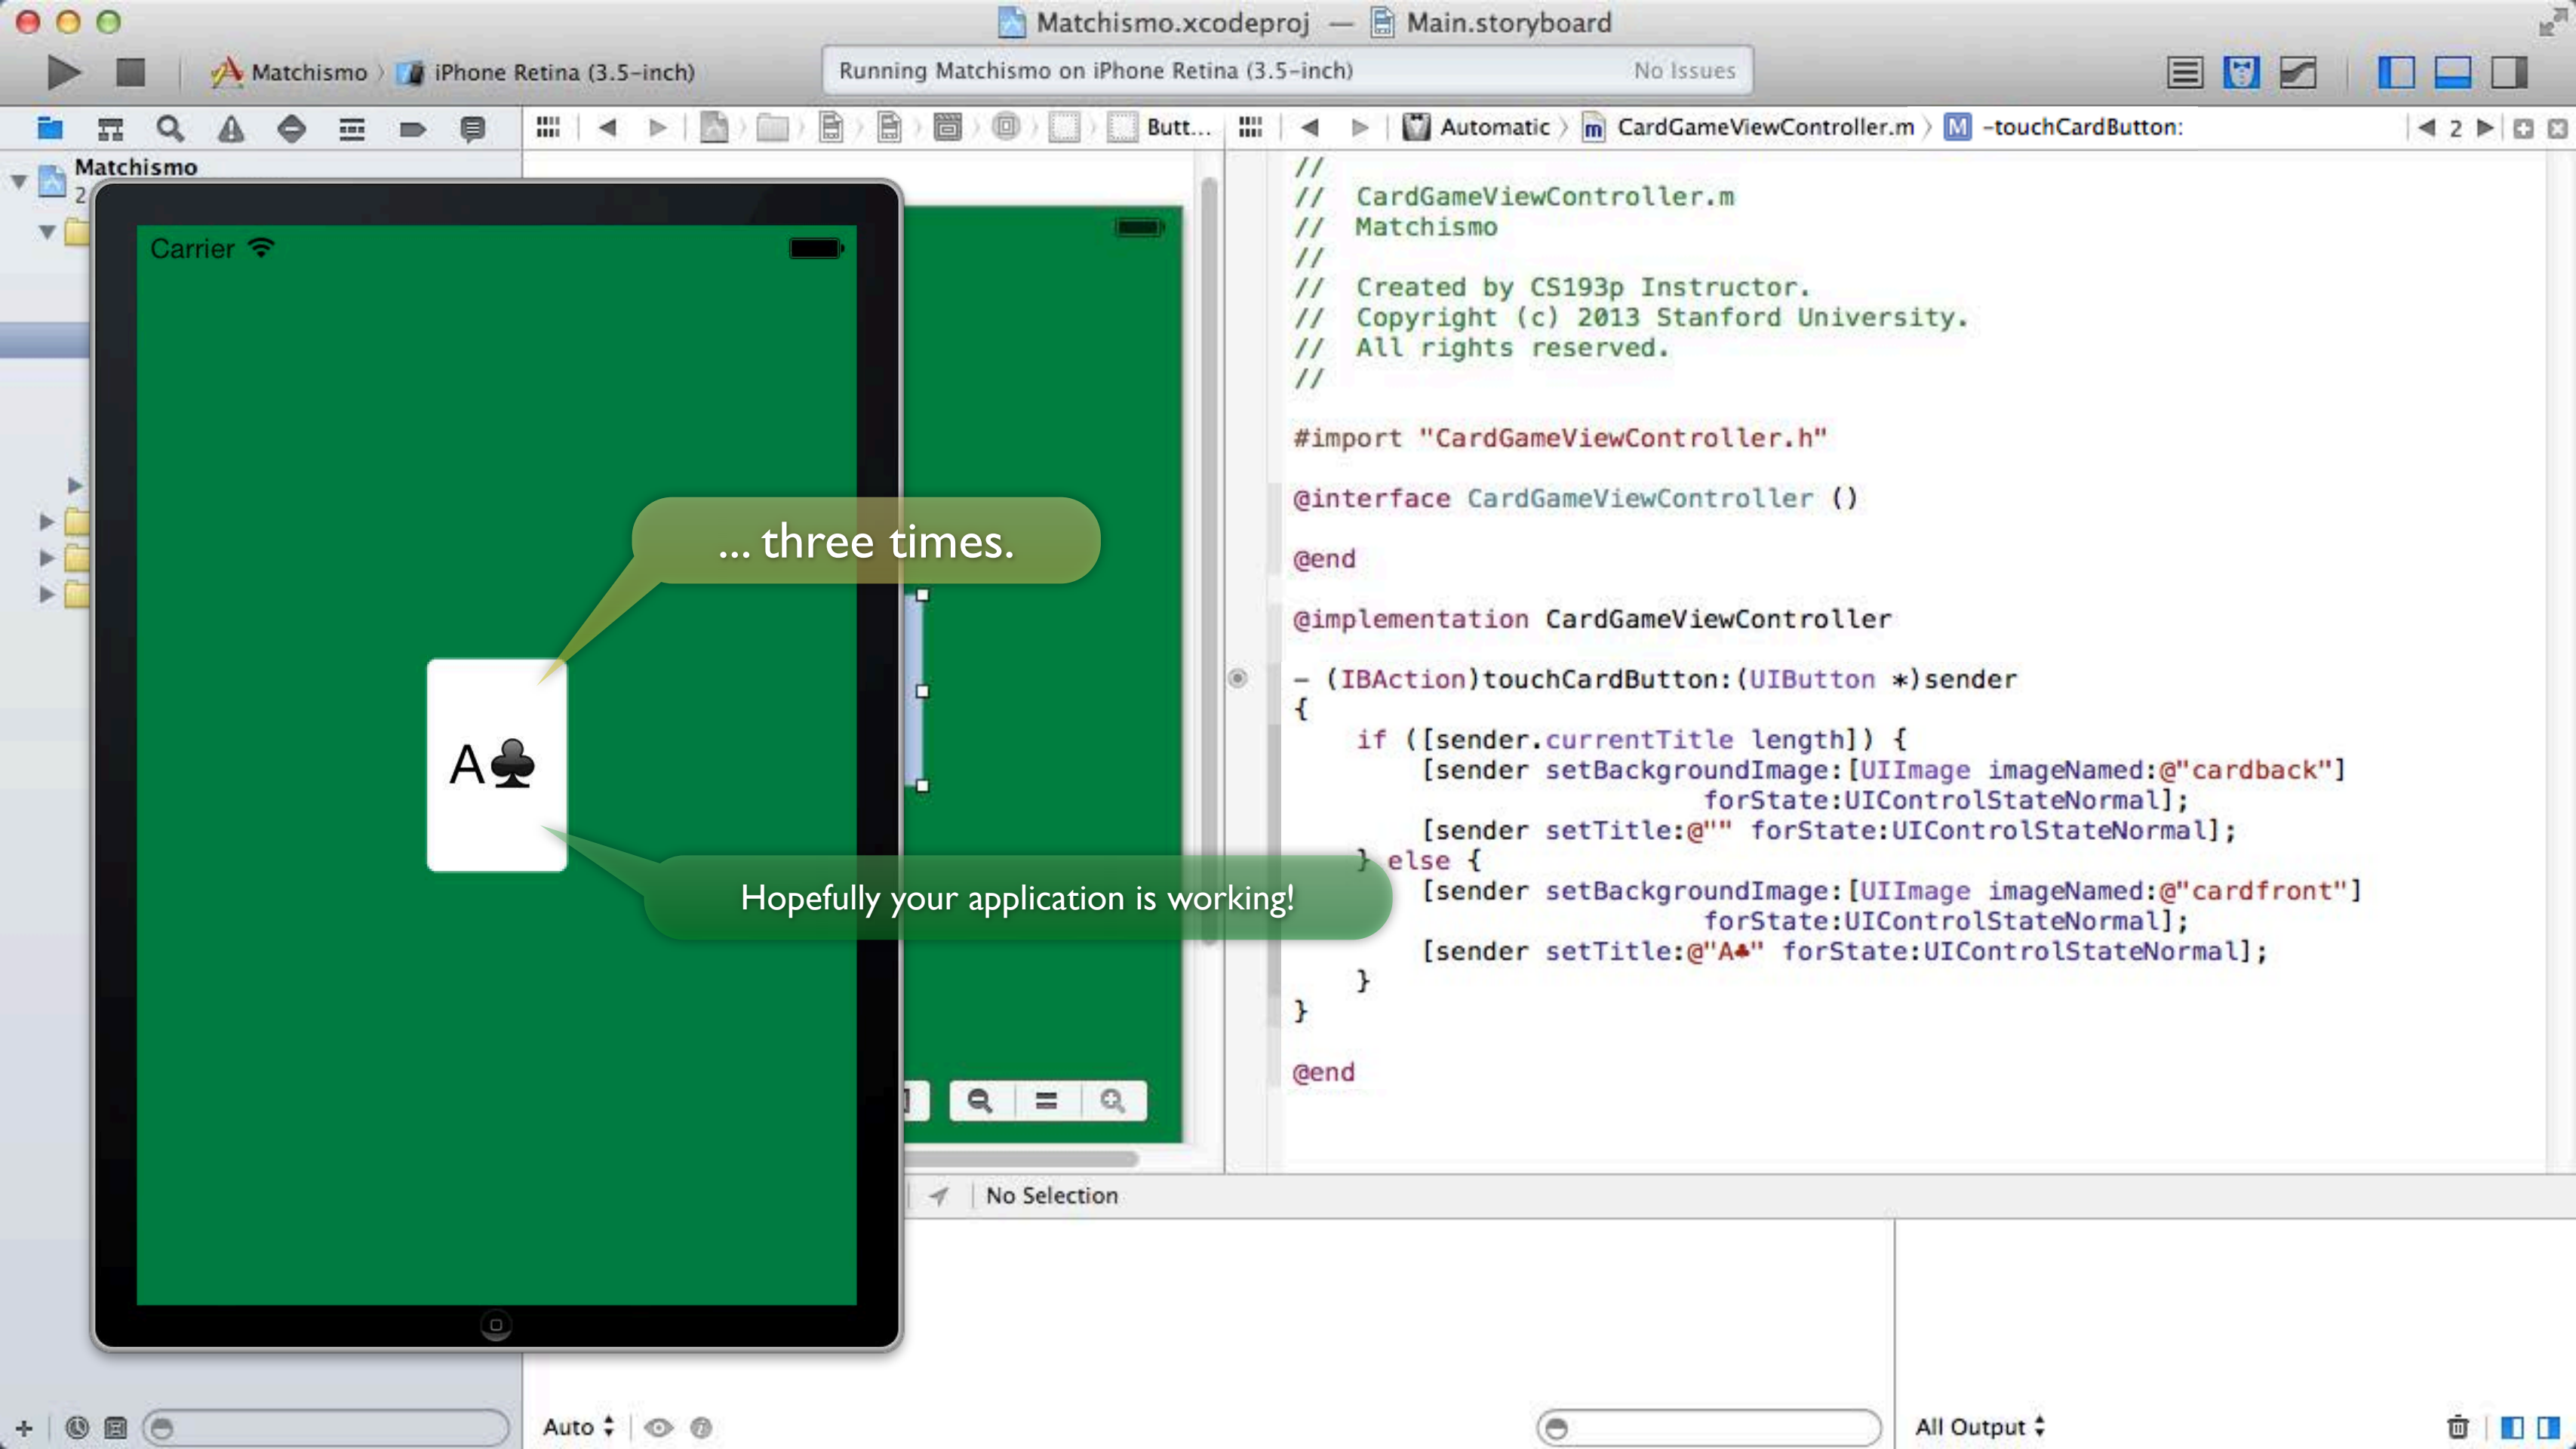 Matchismo.xcodeproj — Main.storyboard
Matchismo › iPhone Retina (3.5-inch)
Running Matchismo on iPhone Retina (3.5-inch)
No Issues
Butt...
Automatic › m CardGameViewController.m › M -touchCardButton:
2
Matchismo
2
Carrier
... three times.
A♣
Hopefully your application is working!
//
//  CardGameViewController.m
//  Matchismo
//
//  Created by CS193p Instructor.
//  Copyright (c) 2013 Stanford University.
//  All rights reserved.
//
#import "CardGameViewController.h"
@interface CardGameViewController ()
@end
@implementation CardGameViewController
- (IBAction)touchCardButton:(UIButton *)sender
{
    if ([sender.currentTitle length]) {
        [sender setBackgroundImage:[UIImage imageNamed:@"cardback"]
                          forState:UIControlStateNormal];
        [sender setTitle:@"" forState:UIControlStateNormal];
    } else {
        [sender setBackgroundImage:[UIImage imageNamed:@"cardfront"]
                          forState:UIControlStateNormal];
        [sender setTitle:@"A♣" forState:UIControlStateNormal];
    }
}
@end
No Selection
Auto
All Output